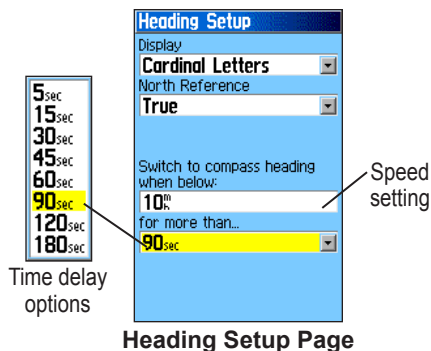 Heading Setup
Display
Cardinal Letters
North Reference
True
Switch to compass heading
when below:
10mh
for more than...
90sec
5sec
15sec
30sec
45sec
60sec
90sec
120sec
180sec
Time delay
options
Speed
setting
Heading Setup Page